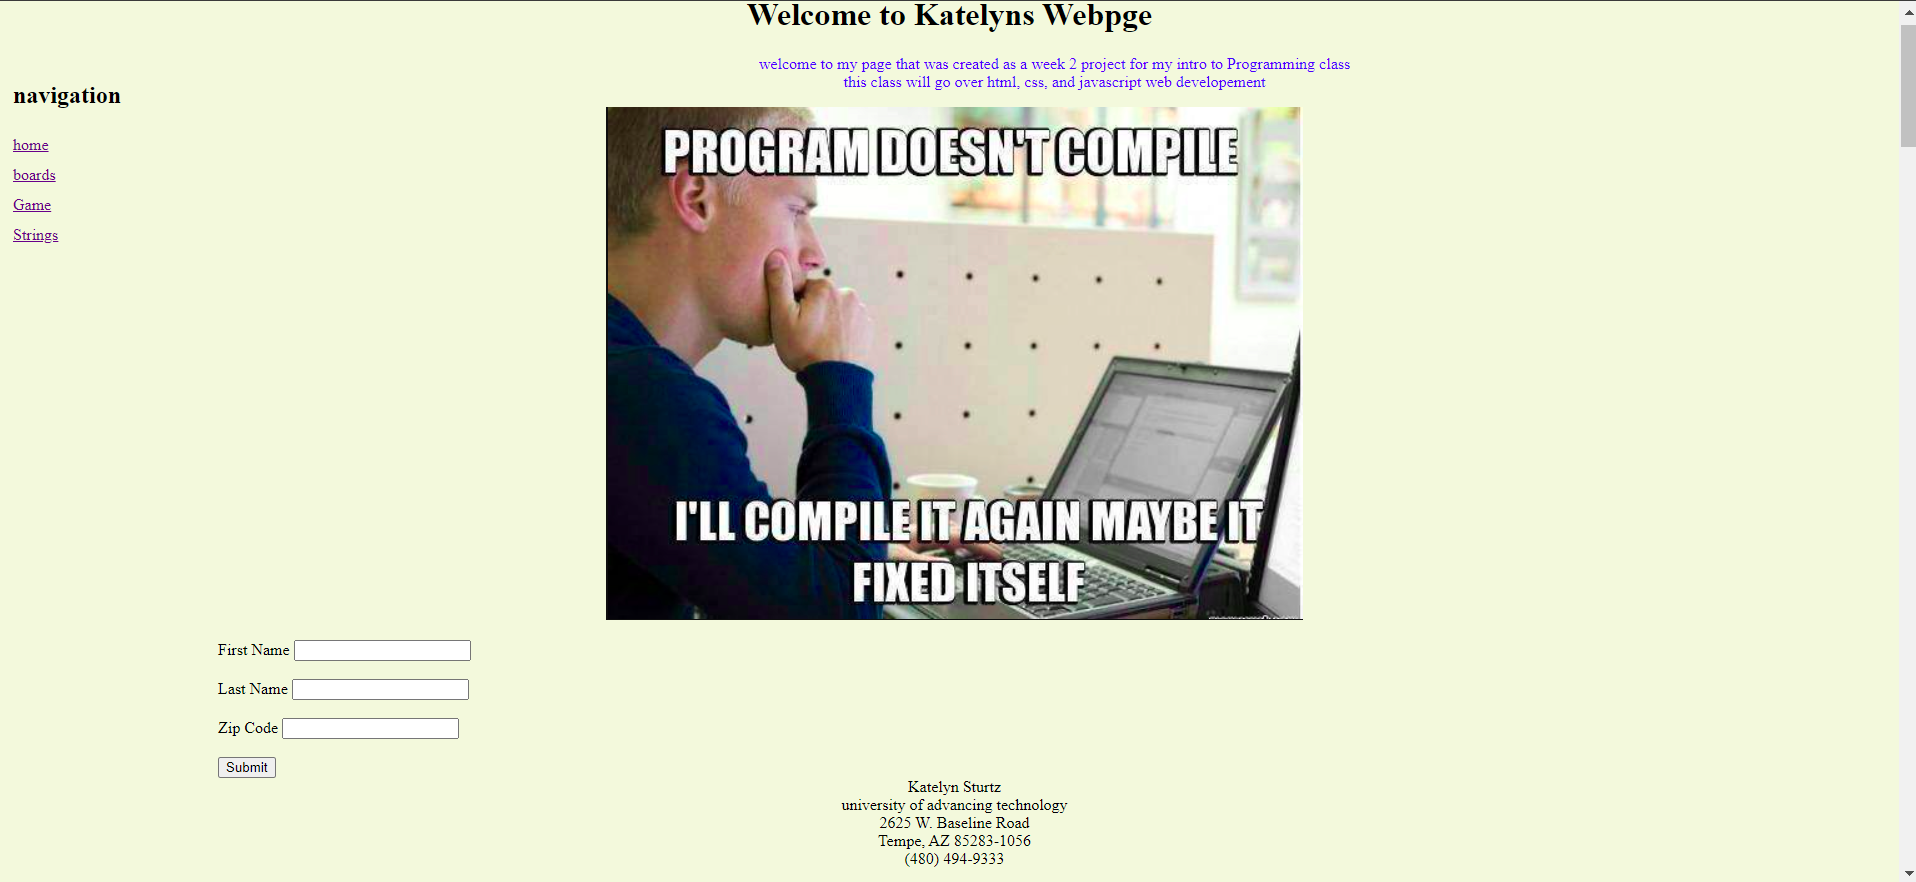 Welcome to Katelyns Webpge
welcome to my page that was created as a week 2 project for my intro to Programming class
this class will go over html, css, and javascript web developement
navigation
home
boards
Game
Strings
PROGRAM DOESN'T COMPILE
I'LL COMPILE IT AGAIN MAYBE IT
FIXED ITSELF
First Name
Last Name
Zip Code
Submit
Katelyn Sturtz
university of advancing technology
2625 W. Baseline Road
Tempe, AZ 85283-1056
(480) 494-9333